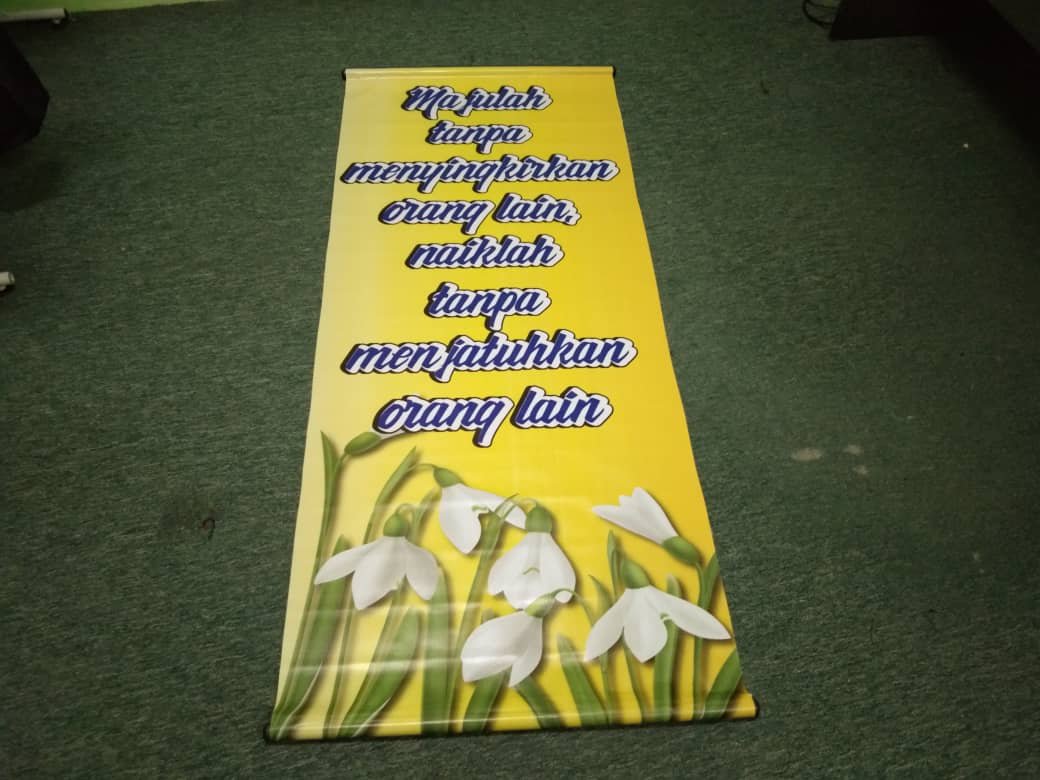 Majulah
tanpa
menyingkirkan
orang lain,
naiklah
tanpa
menjatuhkan
orang lain